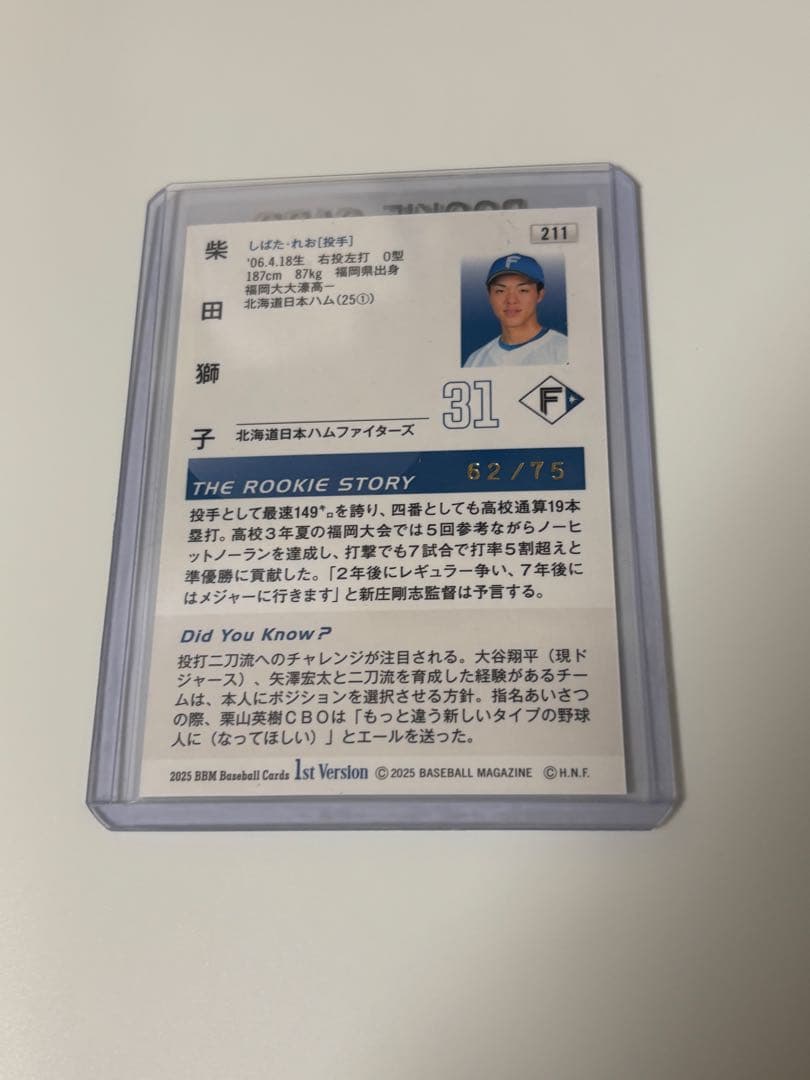 211
柴田獅子
しばた・れお[投手]
'06.4.18生 右投左打 O型
187cm 87kg 福岡県出身
福岡大大濠高－
北海道日本ハム(25①)
31
F
北海道日本ハムファイターズ
THE ROOKIE STORY 62/75
投手として最速149㌔を誇り、四番としても高校通算19本
塁打。高校3年夏の福岡大会では5回参考ながらノーヒ
ットノーランを達成し、打撃でも7試合で打率5割超えと
準優勝に貢献した。「2年後にレギュラー争い、7年後に
はメジャーに行きます」と新庄剛志監督は予言する。
Did You Know?
投打二刀流へのチャレンジが注目される。大谷翔平（現ド
ジャース）、矢澤宏太と二刀流を育成した経験があるチー
ムは、本人にポジションを選択させる方針。指名あいさつ
の際、栗山英樹CBOは「もっと違う新しいタイプの野球
人に（なってほしい）」とエールを送った。
2025 BBM Baseball Cards 1st Version ©2025 BASEBALL MAGAZINE ©H.N.F.